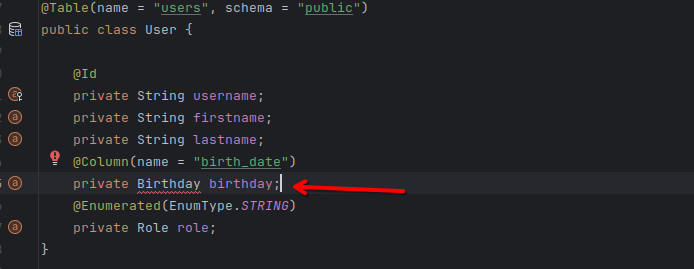 @Table(name = "users", schema = "public")
public class User {
@Id
private String username;
private String firstname;
private String lastname;
@Column(name = "birth_date")
private Birthday birthday;
@Enumerated(EnumType.STRING)
private Role role;
}